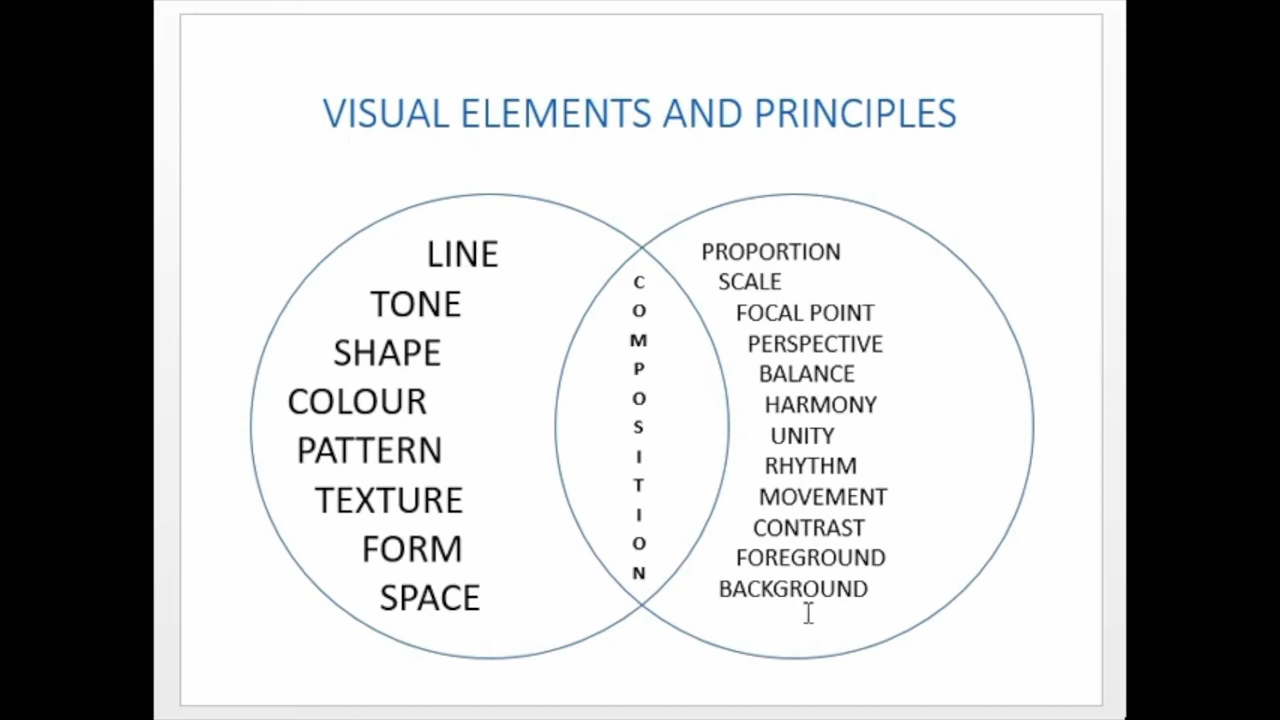 VISUAL ELEMENTS AND PRINCIPLES
LINE
TONE
SHAPE
COLOUR
PATTERN
TEXTURE
FORM
SPACE
COMPOSITION
PROPORTION
SCALE
FOCAL POINT
PERSPECTIVE
BALANCE
HARMONY
UNITY
RHYTHM
MOVEMENT
CONTRAST
FOREGROUND
BACKGROUND